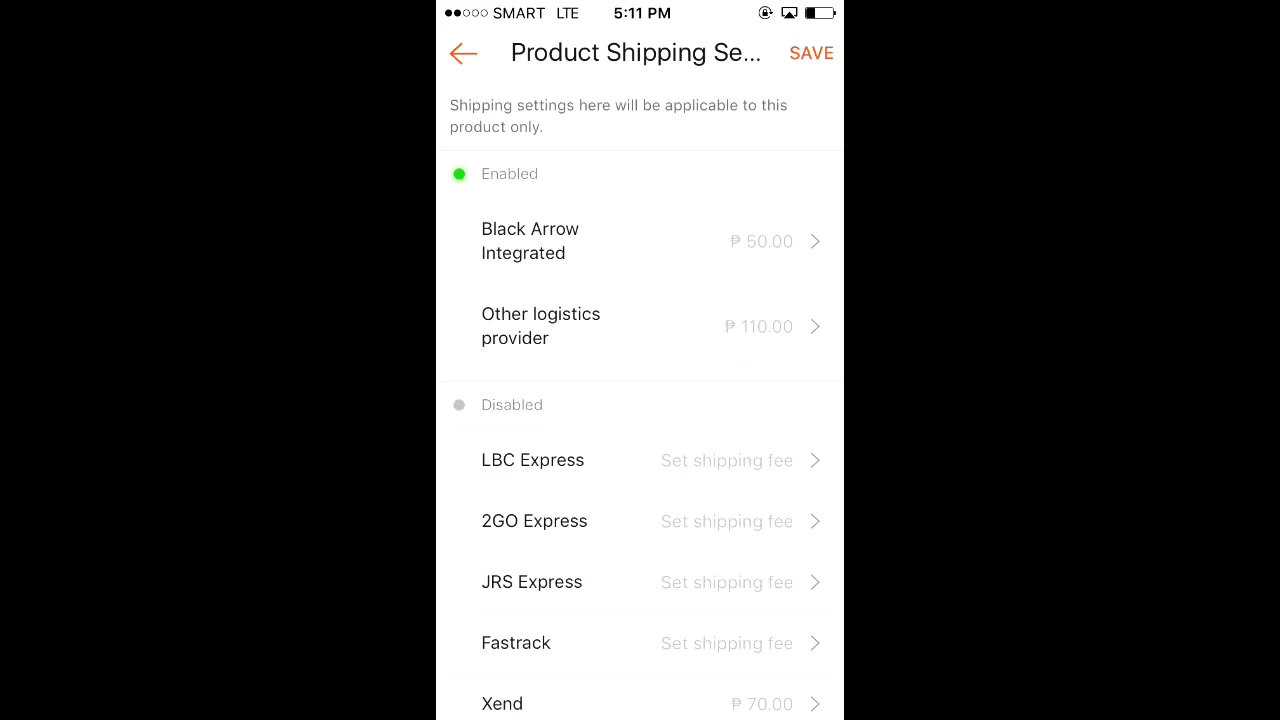 SMART LTE 5:11 PM
Product Shipping Se... SAVE
Shipping settings here will be applicable to this
product only.
Enabled
Black Arrow
Integrated
₱ 50.00
Other logistics
provider
₱ 110.00
Disabled
LBC Express Set shipping fee
2GO Express Set shipping fee
JRS Express Set shipping fee
Fastrack Set shipping fee
Xend ₱ 70.00